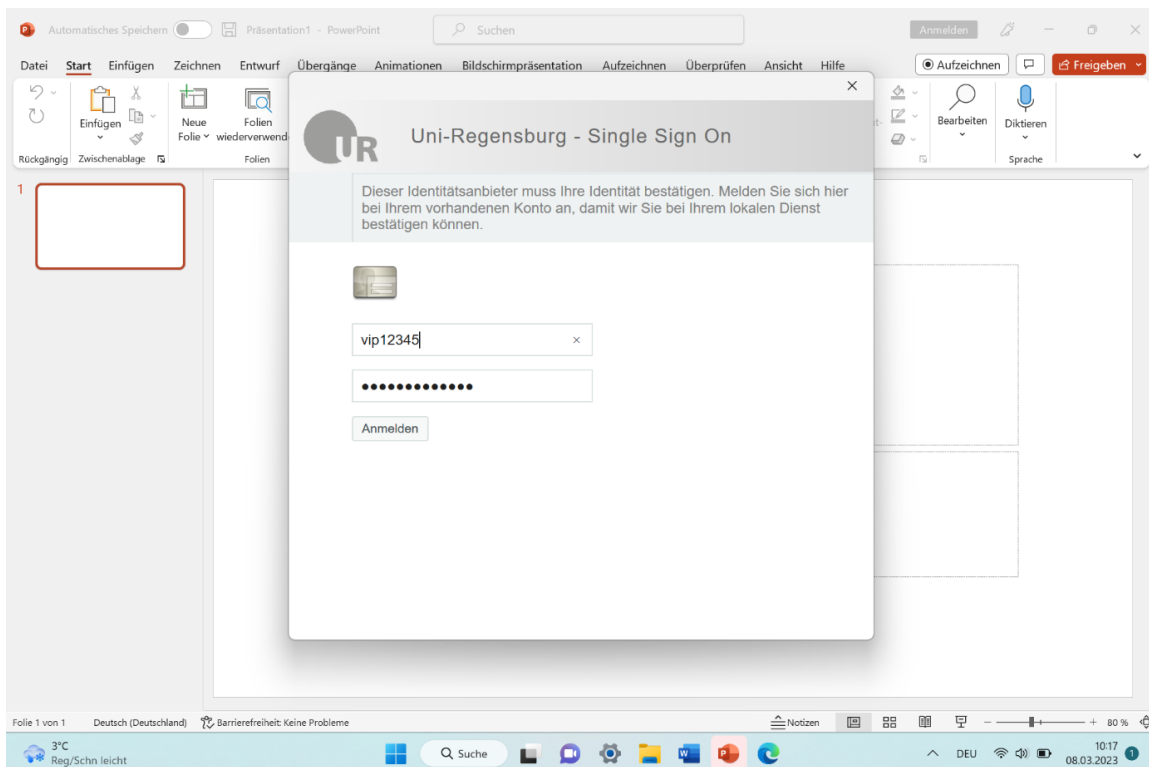 Automatisches Speichern
Präsentation1 - PowerPoint
Suchen
Anmelden
Datei Start Einfügen Zeichnen Entwurf Übergänge Animationen Bildschirmpräsentation Aufzeichnen Überprüfen Ansicht Hilfe
Aufzeichnen
Freigeben
Einfügen
Neue
Folie
Folien
wiederverwend
Bearbeiten
Diktieren
Rückgängig
Zwischenablage
Folien
Sprache
UR
Uni-Regensburg - Single Sign On
Dieser Identitätsanbieter muss Ihre Identität bestätigen. Melden Sie sich hier
bei Ihrem vorhandenen Konto an, damit wir Sie bei Ihrem lokalen Dienst
bestätigen können.
vip12345
Anmelden
1
Folie 1 von 1
Deutsch (Deutschland)
Barrierefreiheit: Keine Probleme
Notizen
80 %
3°C
Reg/Schn leicht
Suche
DEU
10:17
08.03.2023
1